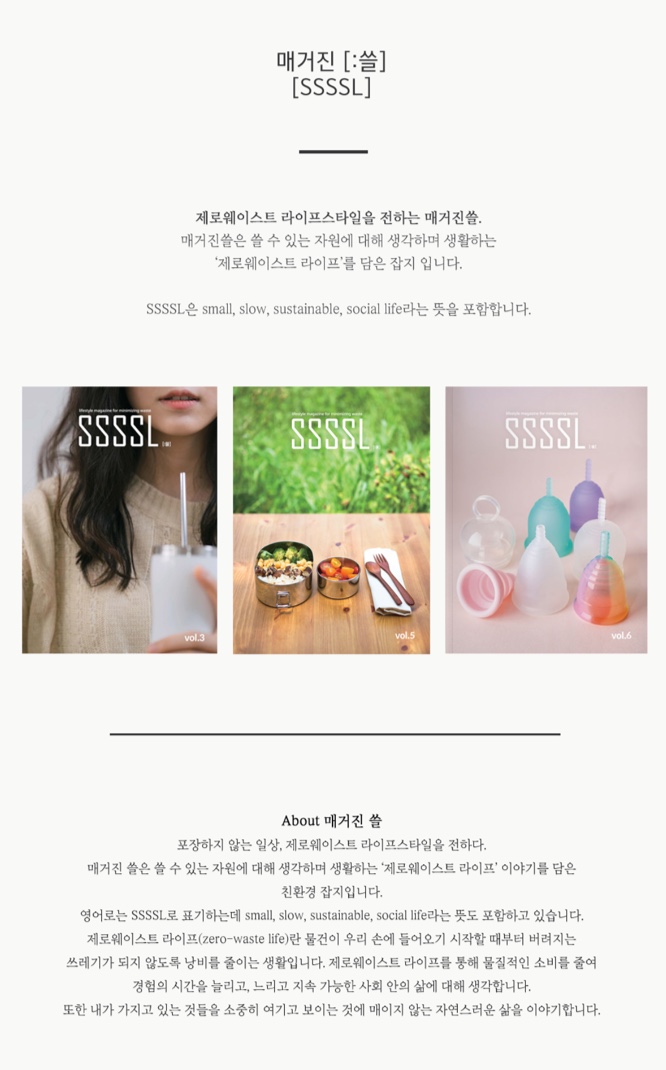 매거진 [:쓸]
[SSSSL]
제로웨이스트 라이프스타일을 전하는 매거진쓸.
매거진쓸은 쓸 수 있는 자원에 대해 생각하며 생활하는
‘제로웨이스트 라이프’를 담은 잡지 입니다.
SSSSL은 small, slow, sustainable, social life라는 뜻을 포함합니다.
lifestyle magazine for minimizing waste
SSSSL [:쓸]
vol.3
lifestyle magazine for minimizing waste
SSSSL
vol.5
lifestyle magazine for minimizing waste
SSSSL
vol.6
About 매거진 쓸
포장하지 않는 일상, 제로웨이스트 라이프스타일을 전하다.
매거진 쓸은 쓸 수 있는 자원에 대해 생각하며 생활하는 ‘제로웨이스트 라이프’ 이야기를 담은
친환경 잡지입니다.
영어로는 SSSSL로 표기하는데 small, slow, sustainable, social life라는 뜻도 포함하고 있습니다.
제로웨이스트 라이프(zero-waste life)란 물건이 우리 손에 들어오기 시작할 때부터 버려지는
쓰레기가 되지 않도록 낭비를 줄이는 생활입니다. 제로웨이스트 라이프를 통해 물질적인 소비를 줄여
경험의 시간을 늘리고, 느리고 지속 가능한 사회 안의 삶에 대해 생각합니다.
또한 내가 가지고 있는 것들을 소중히 여기고 보이는 것에 매이지 않는 자연스러운 삶을 이야기합니다.